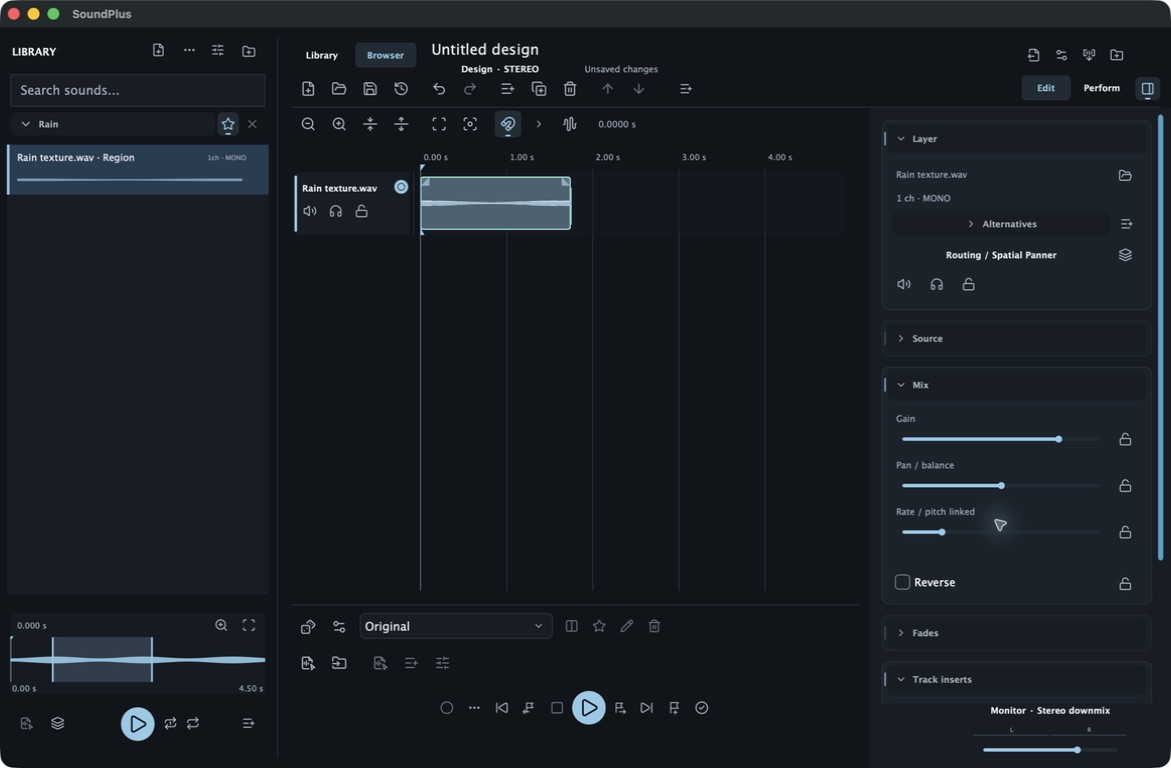 SoundPlus
LIBRARY
Search sounds...
Rain
Rain texture.wav · Region
1ch · MONO
0.000 s
0.00 s
4.50 s
Library
Browser
Untitled design
Design · STEREO
Unsaved changes
Edit
Perform
0.0000 s
0.00 s
1.00 s
2.00 s
3.00 s
4.00 s
Rain texture.wav
Original
Layer
Rain texture.wav
1 ch · MONO
Alternatives
Routing / Spatial Panner
Source
Mix
Gain
Pan / balance
Rate / pitch linked
Reverse
Fades
Track inserts
Monitor · Stereo downmix
L
R